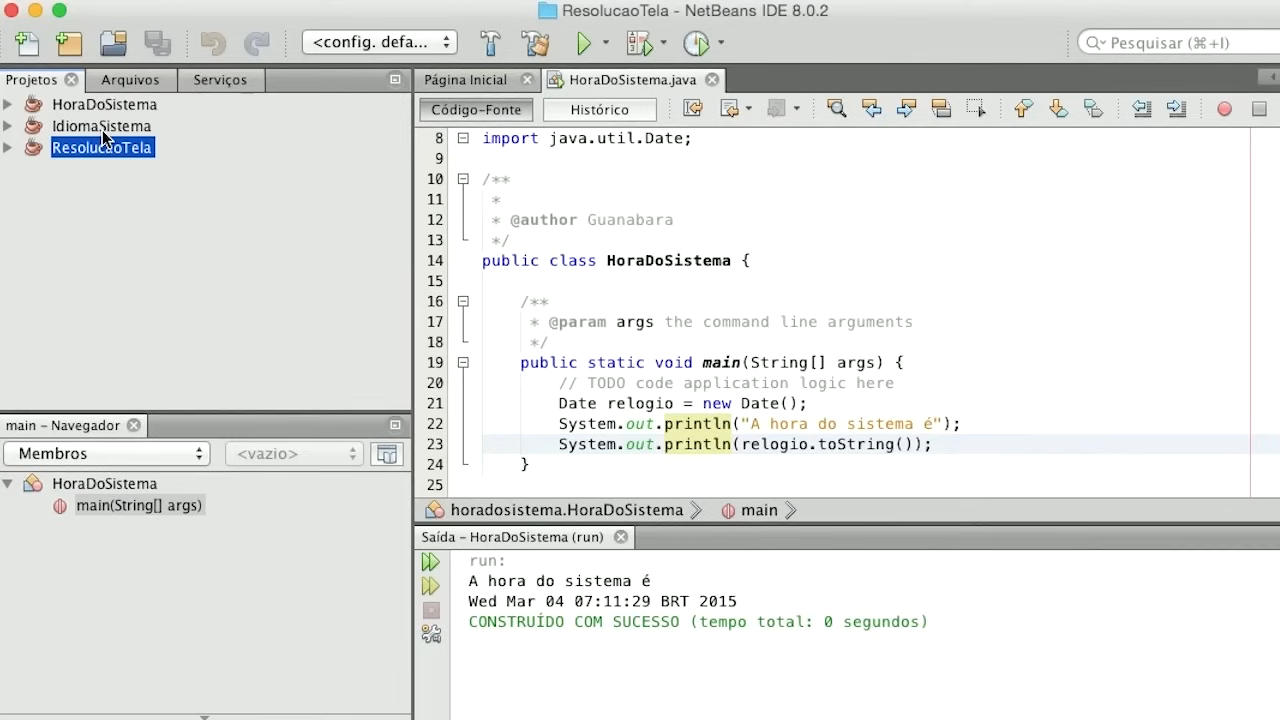 ResolucaoTela - NetBeans IDE 8.0.2
<config. defa...
Pesquisar (⌘+I)
Projetos
Arquivos
Serviços
HoraDoSistema
IdiomaSistema
ResolucaoTela
Página Inicial
HoraDoSistema.java
Código-Fonte
Histórico
8 import java.util.Date;
9
10 /**
11 *
12 * @author Guanabara
13 */
14 public class HoraDoSistema {
15
16 /**
17 * @param args the command line arguments
18 */
19 public static void main(String[] args) {
20 // TODO code application logic here
21 Date relogio = new Date();
22 System.out.println("A hora do sistema é");
23 System.out.println(relogio.toString());
24 }
25
main - Navegador
Membros
<vazio>
HoraDoSistema
main(String[] args)
horadosistema.HoraDoSistema
main
Saída - HoraDoSistema (run)
run:
A hora do sistema é
Wed Mar 04 07:11:29 BRT 2015
CONSTRUÍDO COM SUCESSO (tempo total: 0 segundos)